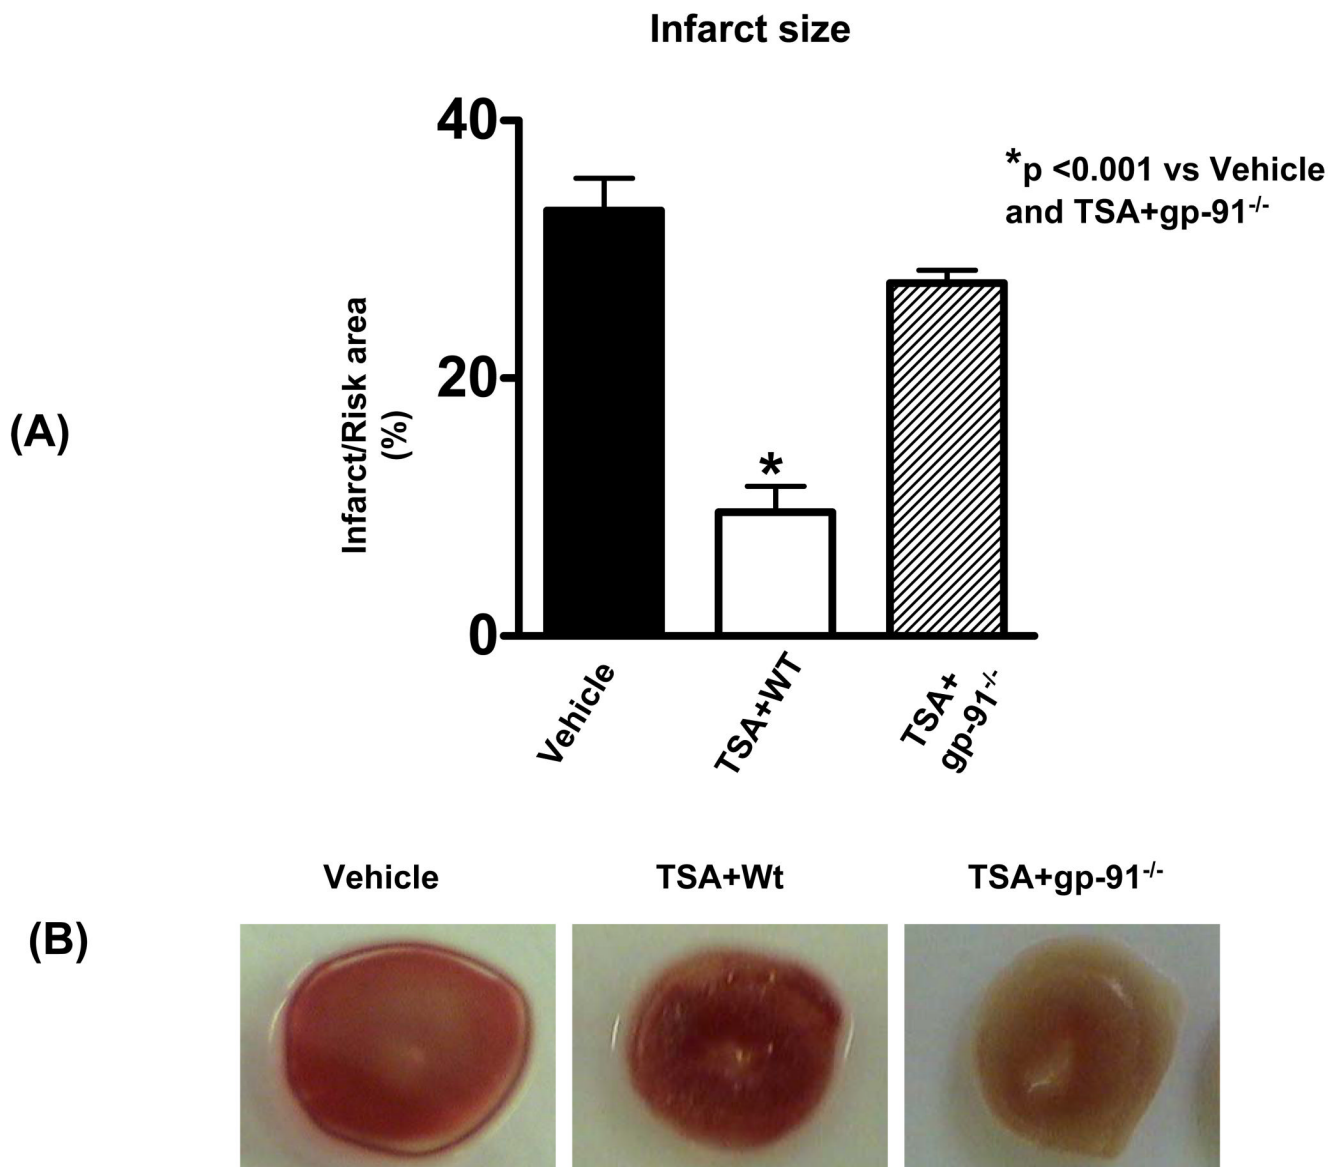 Infarct size
40
*p <0.001 vs Vehicle
and TSA+gp-91-/-
Infarct/Risk area
(%)
20
(A)
*
0
Vehicle
TSA+WT
TSA+
gp-91-/-
Vehicle
TSA+Wt
TSA+gp-91-/-
(B)